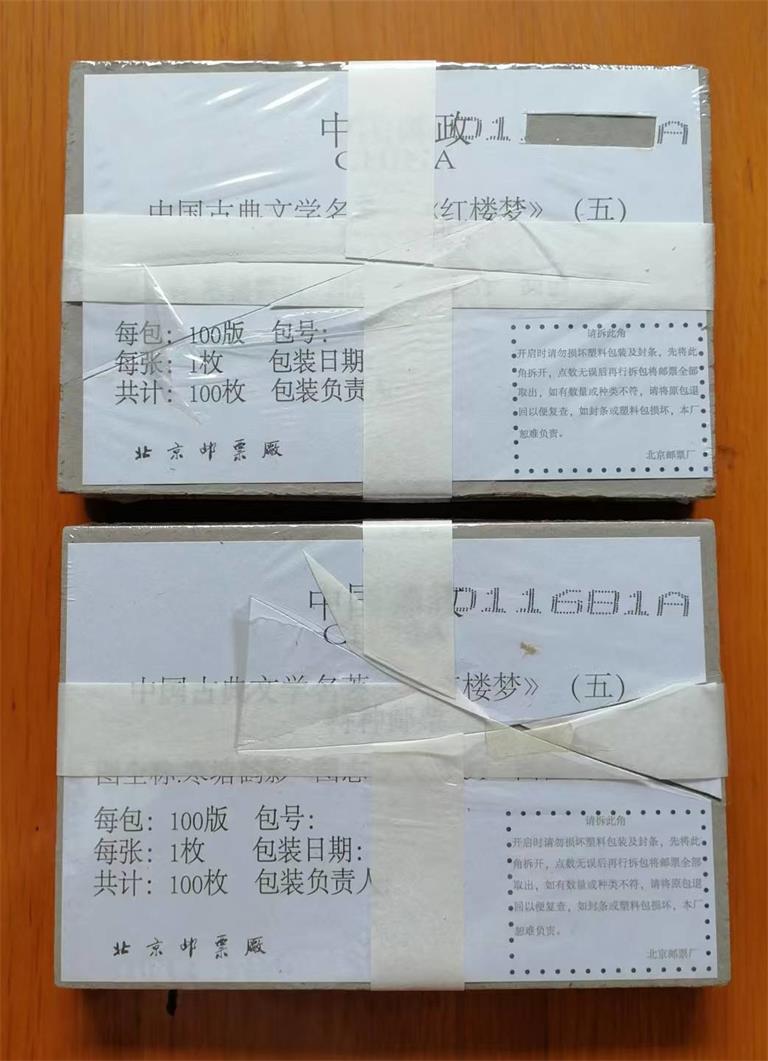 中 政 D11 A
C A
中国古典文学名 《红楼梦》（五）
每包：100版 包号：
每张：1枚 包装日期
共计：100枚 包装负责
北京邮票厂
请拆此角
开启时请勿损坏塑料包装及封条，先将此
角拆开，点数无误后再行拆包将邮票全部
取出，如有数量或种类不符，请将原包退
回以便复查，如封条或塑料包损坏，本厂
恕难负责。
北京邮票厂
中 政 D11681A
C
中国古典文学名著 红楼梦》（五）
每包：100版 包号：
每张：1枚 包装日期：
共计：100枚 包装负责人
北京邮票厂
请拆此角
开启时请勿损坏塑料包装及封条，先将此
角拆开，点数无误后再行拆包将邮票全部
取出，如有数量或种类不符，请将原包退
回以便复查，如封条或塑料包损坏，本厂
恕难负责。
北京邮票厂